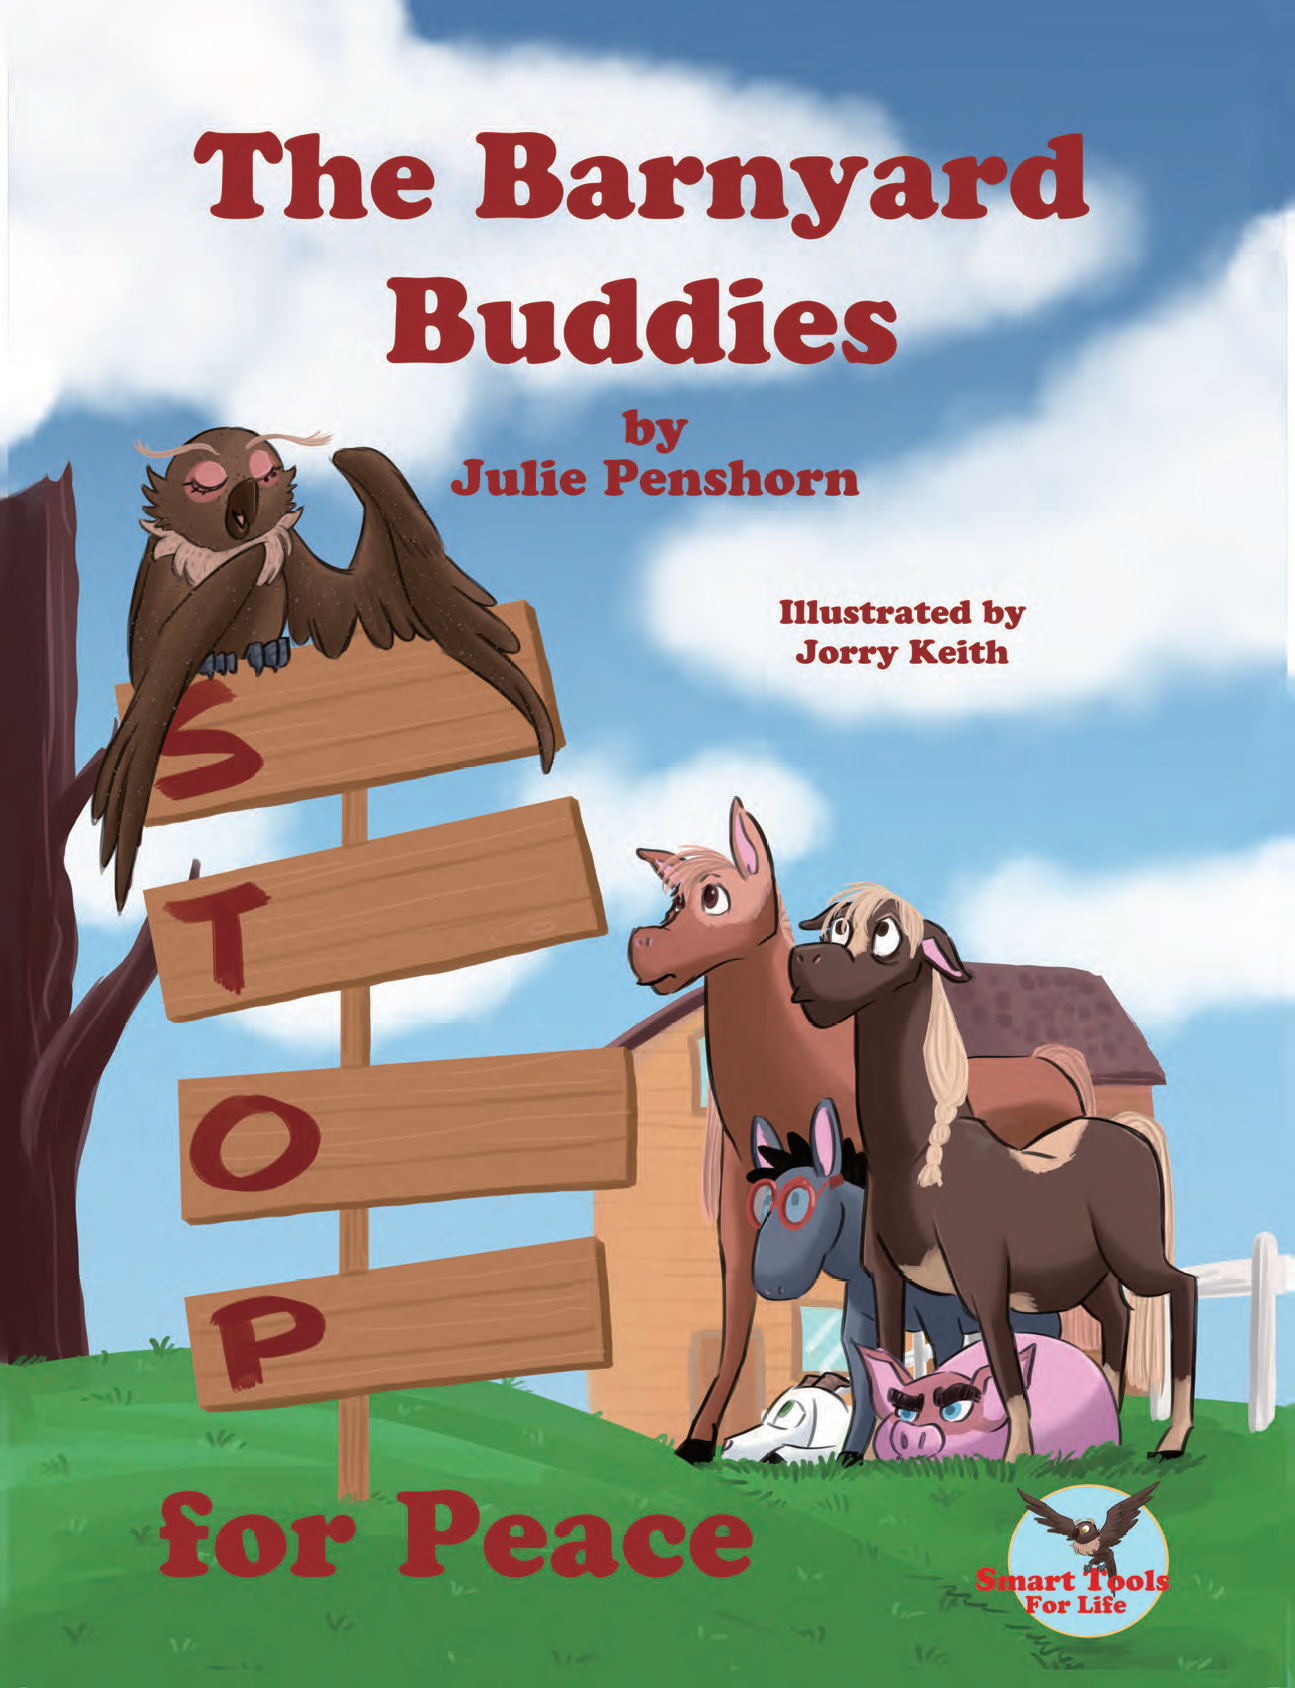 The Barnyard
Buddies
by
Julie Penshorn
Illustrated by
Jorry Keith
S
T
O
P
for Peace
Smart Tools
For Life